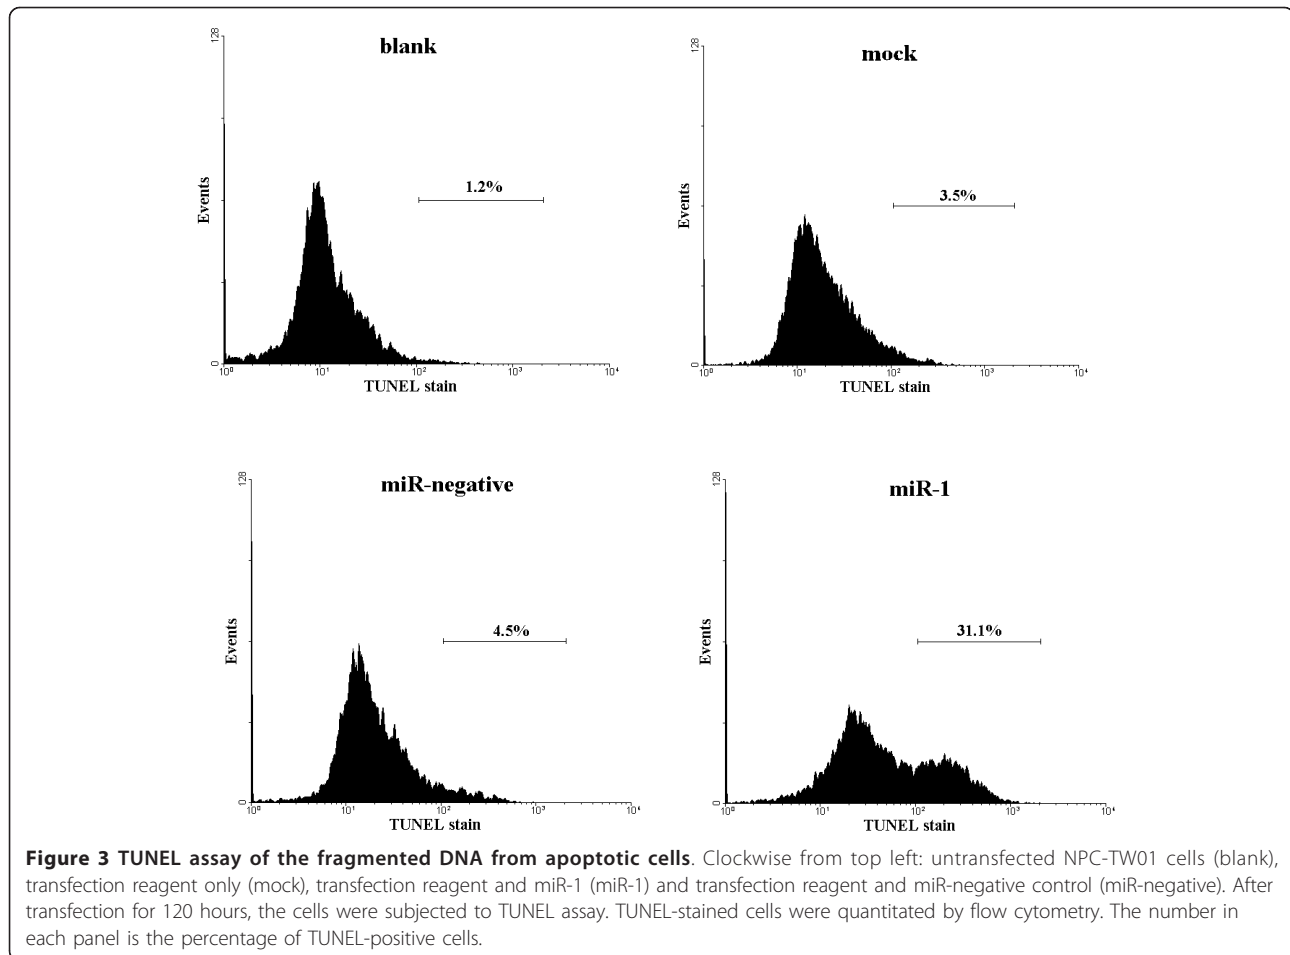 blank
128
Events
1.2%
0
10⁰ 10¹ 10² 10³ 10⁴
TUNEL stain
mock
128
Events
3.5%
0
10⁰ 10¹ 10² 10³ 10⁴
TUNEL stain
miR-negative
128
Events
4.5%
0
10⁰ 10¹ 10² 10³ 10⁴
TUNEL stain
miR-1
128
Events
31.1%
0
10⁰ 10¹ 10² 10³ 10⁴
TUNEL stain
Figure 3 TUNEL assay of the fragmented DNA from apoptotic cells. Clockwise from top left: untransfected NPC-TW01 cells (blank),
transfection reagent only (mock), transfection reagent and miR-1 (miR-1) and transfection reagent and miR-negative control (miR-negative). After
transfection for 120 hours, the cells were subjected to TUNEL assay. TUNEL-stained cells were quantitated by flow cytometry. The number in
each panel is the percentage of TUNEL-positive cells.